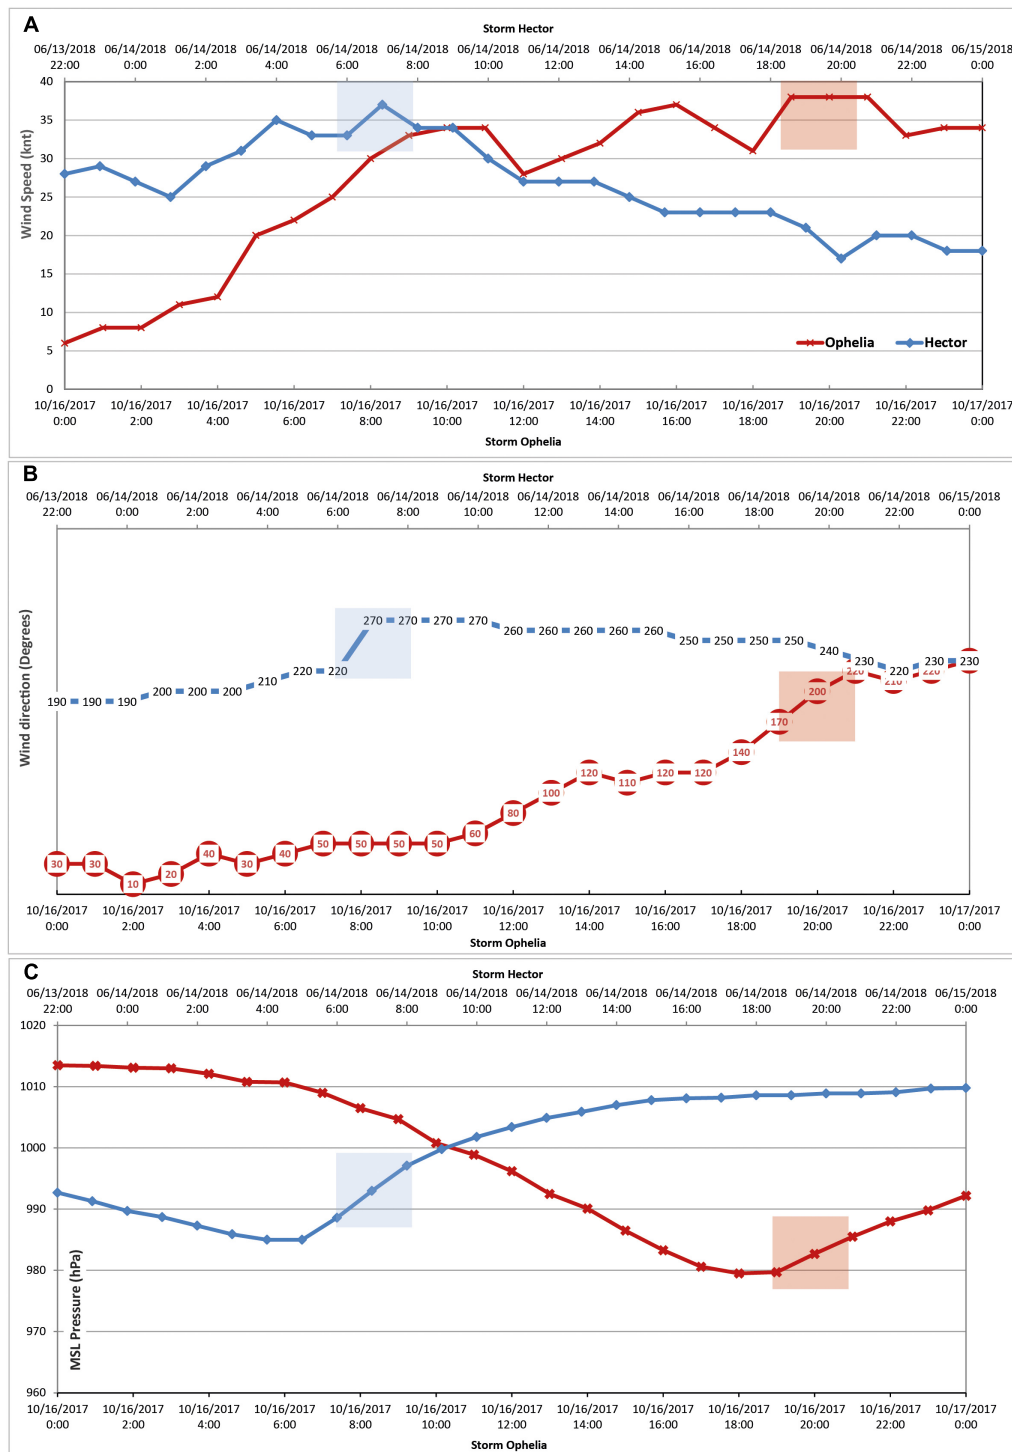 A
Storm Hector
06/13/2018 06/14/2018 06/14/2018 06/14/2018 06/14/2018 06/14/2018 06/14/2018 06/14/2018 06/14/2018 06/14/2018 06/14/2018 06/14/2018 06/14/2018 06/15/2018
22:00 0:00 2:00 4:00 6:00 8:00 10:00 12:00 14:00 16:00 18:00 20:00 22:00 0:00
40
35
30
25
20
15
10
5
0
Wind Speed (knt)
Ophelia Hector
10/16/2017 10/16/2017 10/16/2017 10/16/2017 10/16/2017 10/16/2017 10/16/2017 10/16/2017 10/16/2017 10/16/2017 10/16/2017 10/16/2017 10/17/2017
0:00 2:00 4:00 6:00 8:00 10:00 12:00 14:00 16:00 18:00 20:00 22:00 0:00
Storm Ophelia
B
Storm Hector
06/13/2018 06/14/2018 06/14/2018 06/14/2018 06/14/2018 06/14/2018 06/14/2018 06/14/2018 06/14/2018 06/14/2018 06/14/2018 06/14/2018 06/14/2018 06/15/2018
22:00 0:00 2:00 4:00 6:00 8:00 10:00 12:00 14:00 16:00 18:00 20:00 22:00 0:00
Wind direction (Degrees)
190 190 190 200 200 200 210 220 220 270 270 270 270 260 260 260 260 260 250 250 250 250 240 230 220 230 230
30 30 10 20 40 30 40 50 50 50 50 60 80 100 120 110 120 120 140 170 200 220 210 220
10/16/2017 10/16/2017 10/16/2017 10/16/2017 10/16/2017 10/16/2017 10/16/2017 10/16/2017 10/16/2017 10/16/2017 10/16/2017 10/16/2017 10/17/2017
0:00 2:00 4:00 6:00 8:00 10:00 12:00 14:00 16:00 18:00 20:00 22:00 0:00
Storm Ophelia
C
Storm Hector
06/13/2018 06/14/2018 06/14/2018 06/14/2018 06/14/2018 06/14/2018 06/14/2018 06/14/2018 06/14/2018 06/14/2018 06/14/2018 06/14/2018 06/14/2018 06/15/2018
22:00 0:00 2:00 4:00 6:00 8:00 10:00 12:00 14:00 16:00 18:00 20:00 22:00 0:00
1020
1010
1000
990
980
970
960
MSL Pressure (hPa)
10/16/2017 10/16/2017 10/16/2017 10/16/2017 10/16/2017 10/16/2017 10/16/2017 10/16/2017 10/16/2017 10/16/2017 10/16/2017 10/16/2017 10/17/2017
0:00 2:00 4:00 6:00 8:00 10:00 12:00 14:00 16:00 18:00 20:00 22:00 0:00
Storm Ophelia